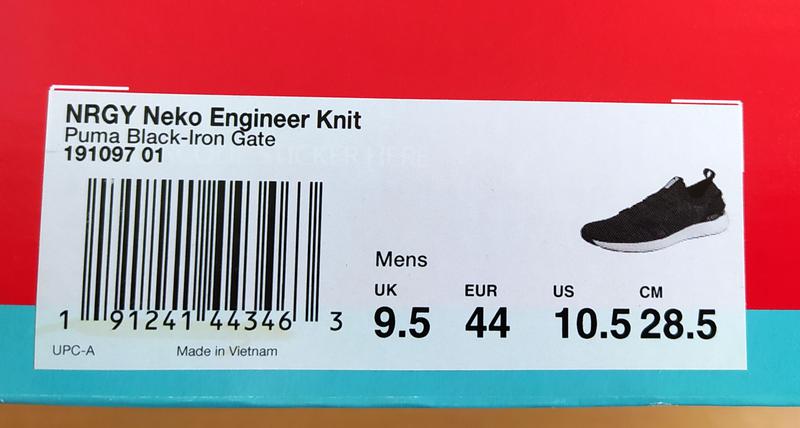 NRGY Neko Engineer Knit
Puma Black-Iron Gate
191097 01
1 91241 44346 3
UPC-A Made in Vietnam
Mens
UK EUR US CM
9.5 44 10.5 28.5